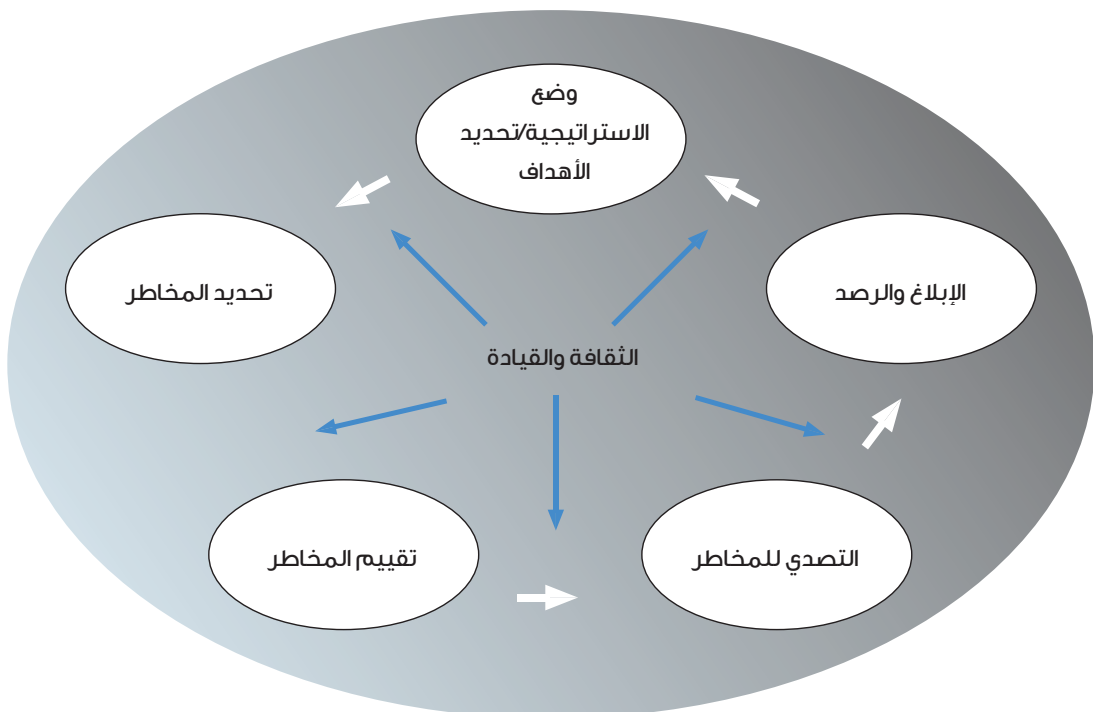 وضع
الاستراتيجية/تحديد
الأهداف
الإبلاغ والرصد
تحديد المخاطر
الثقافة والقيادة
التصدي للمخاطر
تقييم المخاطر